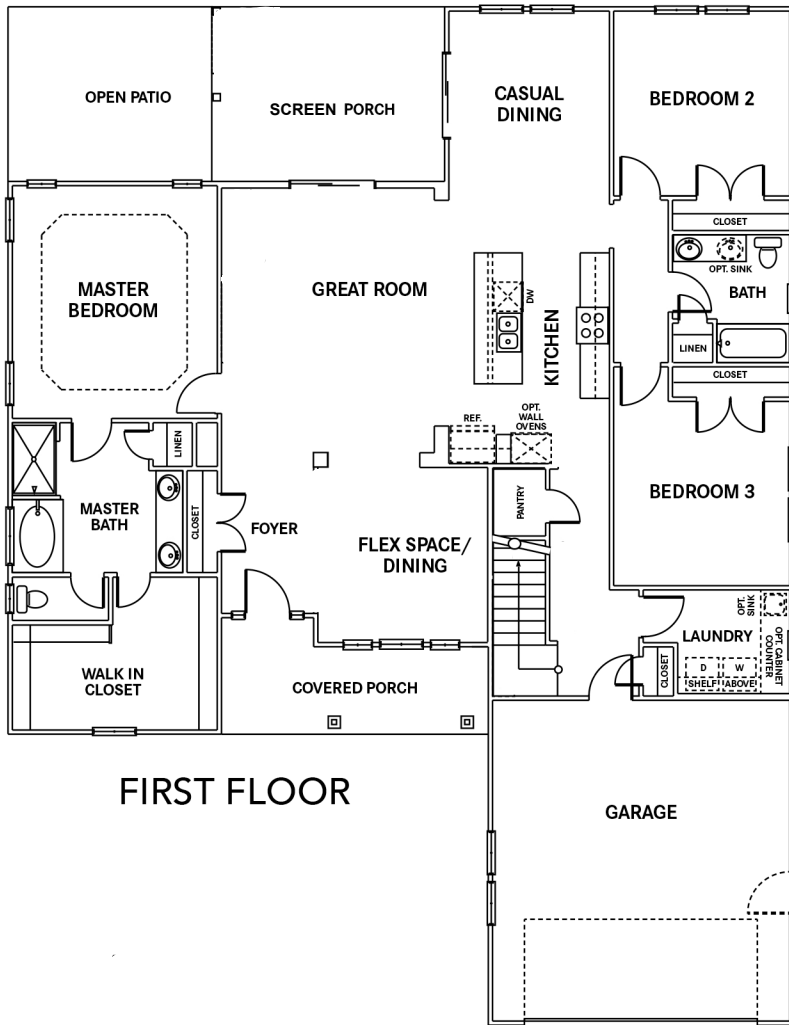 OPEN PATIO
SCREEN PORCH
CASUAL
DINING
BEDROOM 2
CLOSET
OPT. SINK
BATH
LINEN
CLOSET
MASTER
BEDROOM
GREAT ROOM
DW
KITCHEN
REF.
OPT.
WALL
OVENS
LINEN
MASTER
BATH
CLOSET
FOYER
FLEX SPACE/
DINING
PANTRY
BEDROOM 3
OPT.
SINK
LAUNDRY
OPT. CABINET
COUNTER
D
W
SHELF
ABOVE
CLOSET
WALK IN
CLOSET
COVERED PORCH
FIRST FLOOR
GARAGE